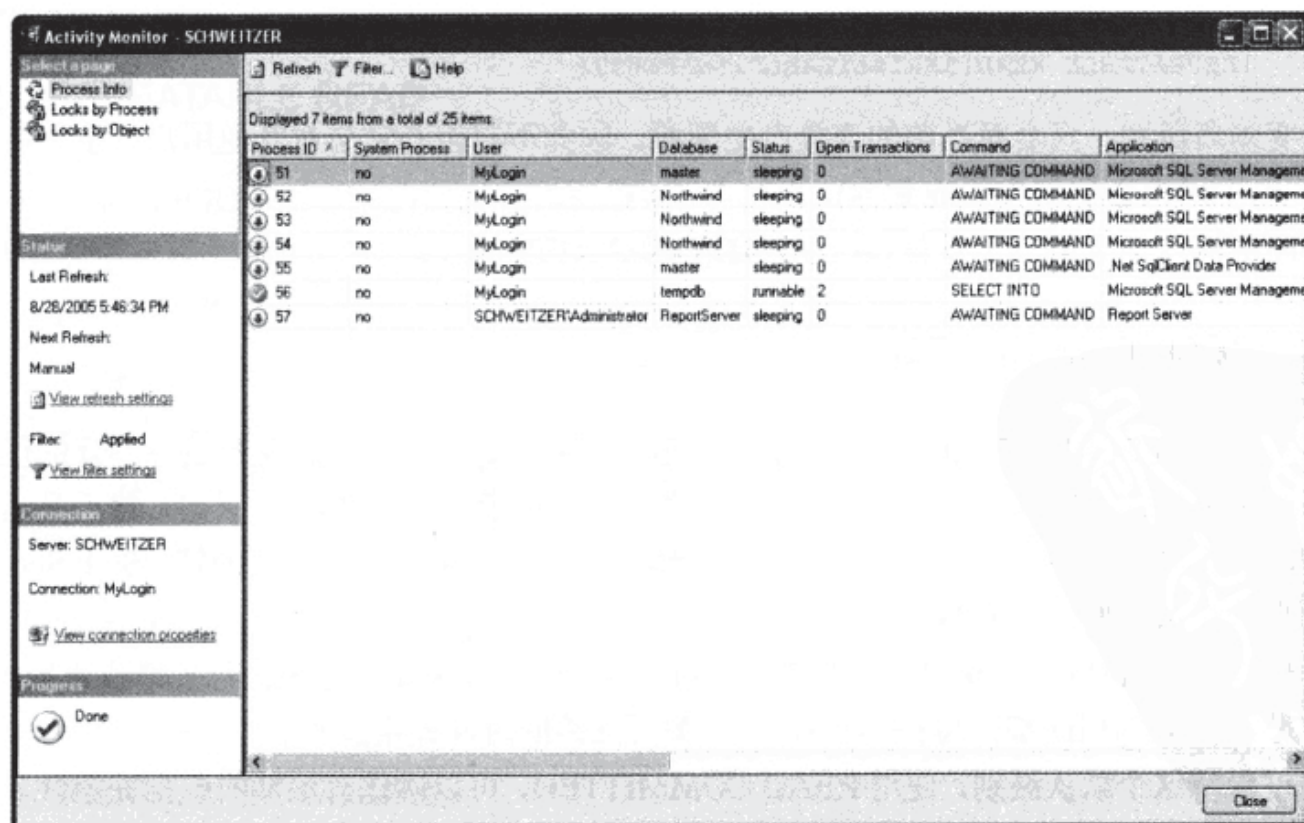 Activity Monitor - SCHWEITZER
Select a page
Process Info
Locks by Process
Locks by Object
Refresh Filter... Help
Displayed 7 items from a total of 25 items.
Process ID System Process User Database Status Open Transactions Command Application
51 no MyLogin master sleeping 0 AWAITING COMMAND Microsoft SQL Server Manageme
52 no MyLogin Northwind sleeping 0 AWAITING COMMAND Microsoft SQL Server Manageme
53 no MyLogin Northwind sleeping 0 AWAITING COMMAND Microsoft SQL Server Manageme
54 no MyLogin Northwind sleeping 0 AWAITING COMMAND Microsoft SQL Server Manageme
55 no MyLogin master sleeping 0 AWAITING COMMAND .Net SqlClient Data Provider
56 no MyLogin tempdb runnable 2 SELECT INTO Microsoft SQL Server Manageme
57 no SCHWEITZER\Administrator ReportServer sleeping 0 AWAITING COMMAND Report Server
Status
Last Refresh:
8/28/2005 5:46:34 PM
Next Refresh:
Manual
View refresh settings
Filter: Applied
View filter settings
Connection
Server: SCHWEITZER
Connection: MyLogin
View connection properties
Progress
Done
Close